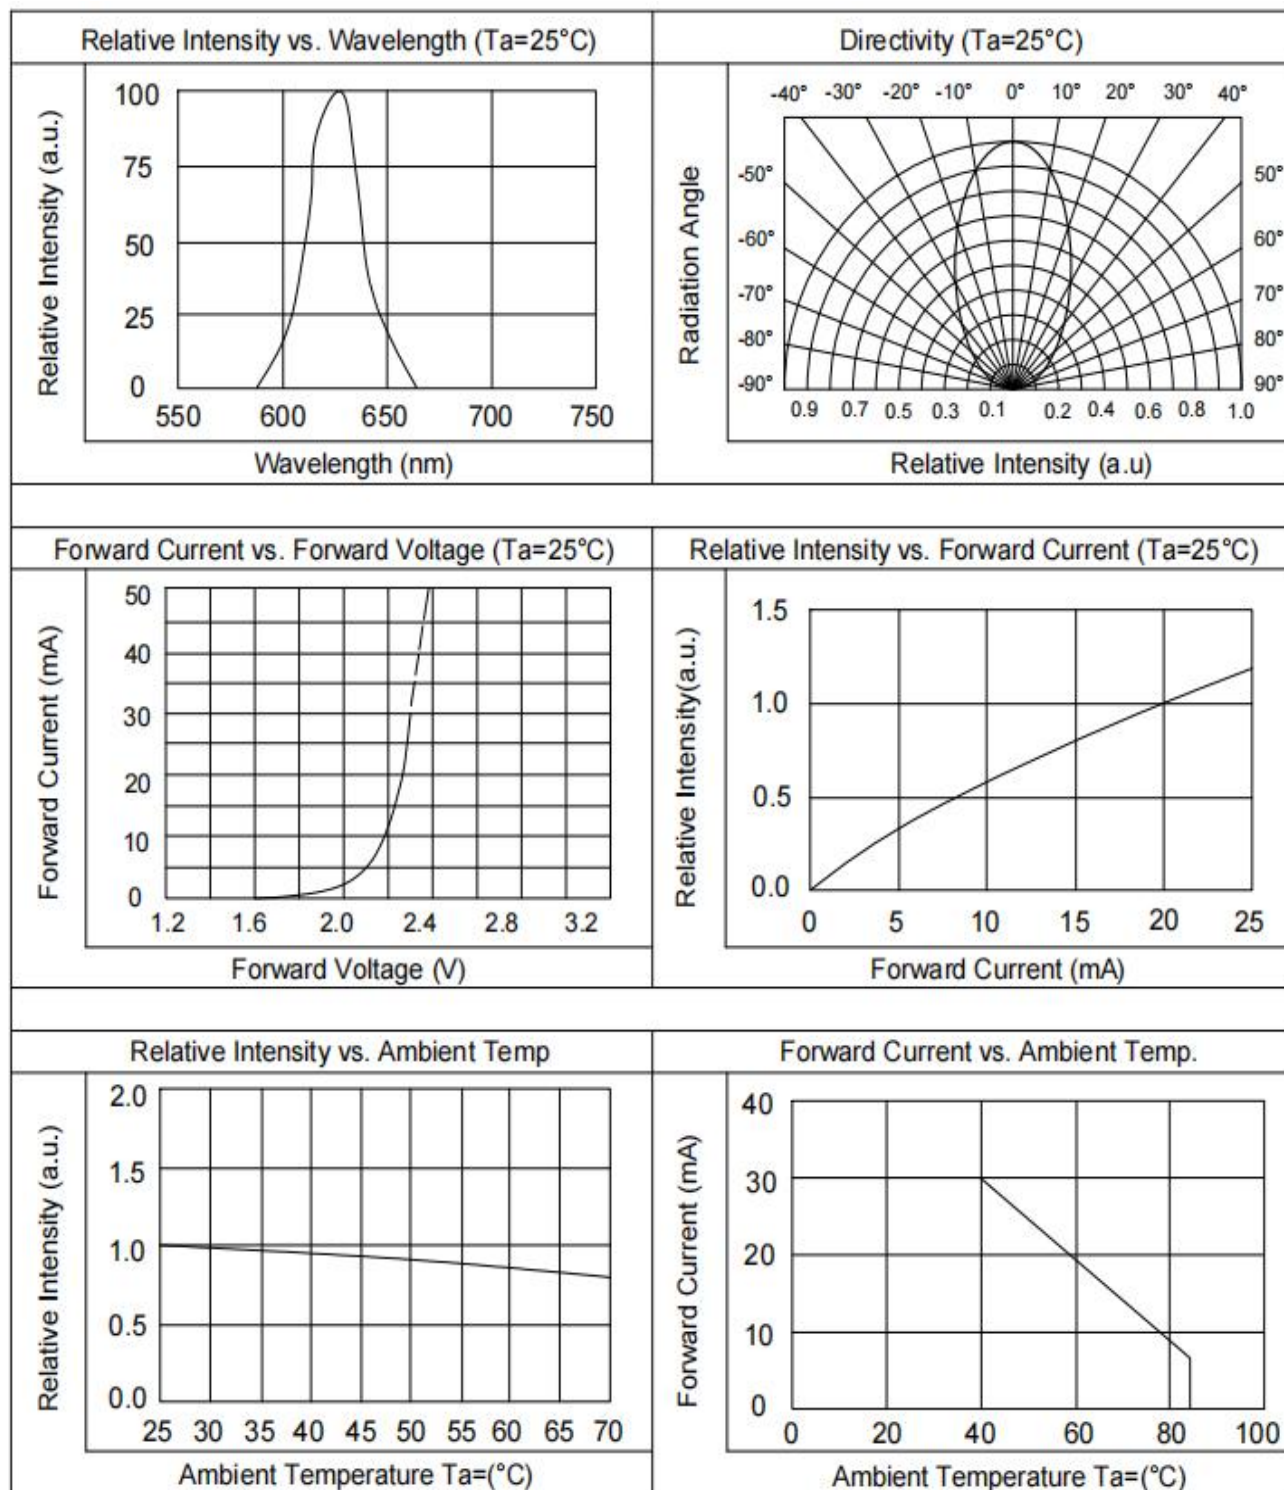 Relative Intensity vs. Wavelength (Ta=25°C)
Relative Intensity (a.u.)
100
75
50
25
0
550 600 650 700 750
Wavelength (nm)
Directivity (Ta=25°C)
Radiation Angle
-40° -30° -20° -10° 0° 10° 20° 30° 40°
-50° 50°
-60° 60°
-70° 70°
-80° 80°
-90° 90°
0.9 0.7 0.5 0.3 0.1 0.2 0.4 0.6 0.8 1.0
Relative Intensity (a.u)
Forward Current vs. Forward Voltage (Ta=25°C)
Forward Current (mA)
50
40
30
20
10
0
1.2 1.6 2.0 2.4 2.8 3.2
Forward Voltage (V)
Relative Intensity vs. Forward Current (Ta=25°C)
Relative Intensity(a.u.)
1.5
1.0
0.5
0.0
0 5 10 15 20 25
Forward Current (mA)
Relative Intensity vs. Ambient Temp
Relative Intensity (a.u.)
2.0
1.5
1.0
0.5
0.0
25 30 35 40 45 50 55 60 65 70
Ambient Temperature Ta=(°C)
Forward Current vs. Ambient Temp.
Forward Current (mA)
40
30
20
10
0
0 20 40 60 80 100
Ambient Temperature Ta=(°C)